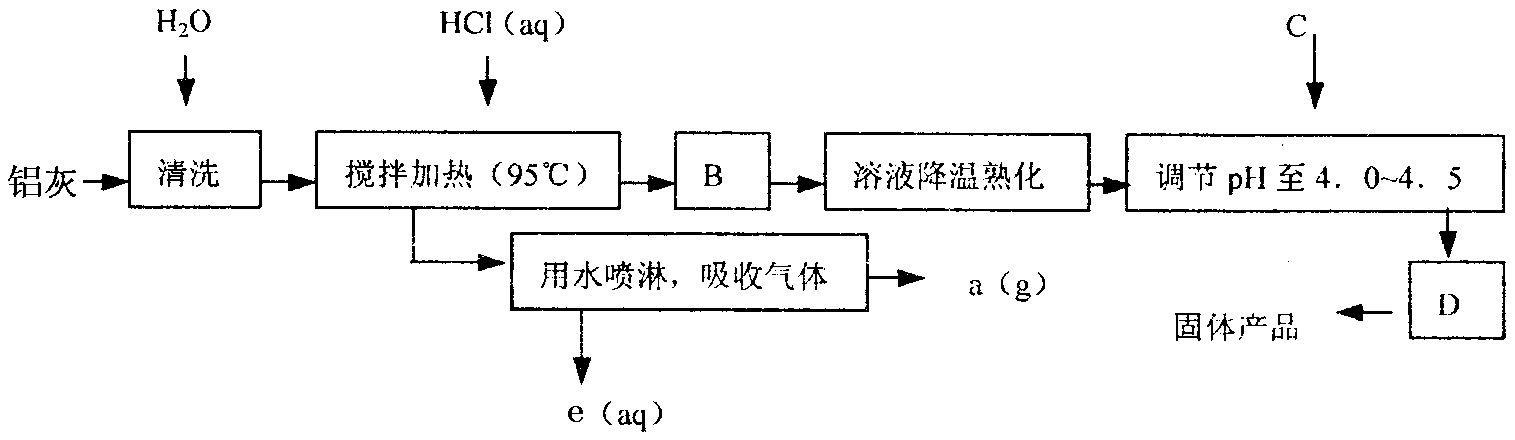 H₂O
HCl（aq）
C
铝灰
清洗
搅拌加热（95℃）
B
溶液降温熟化
调节 pH 至 4．0~4．5
用水喷淋，吸收气体
a（g）
D
固体产品
e（aq）